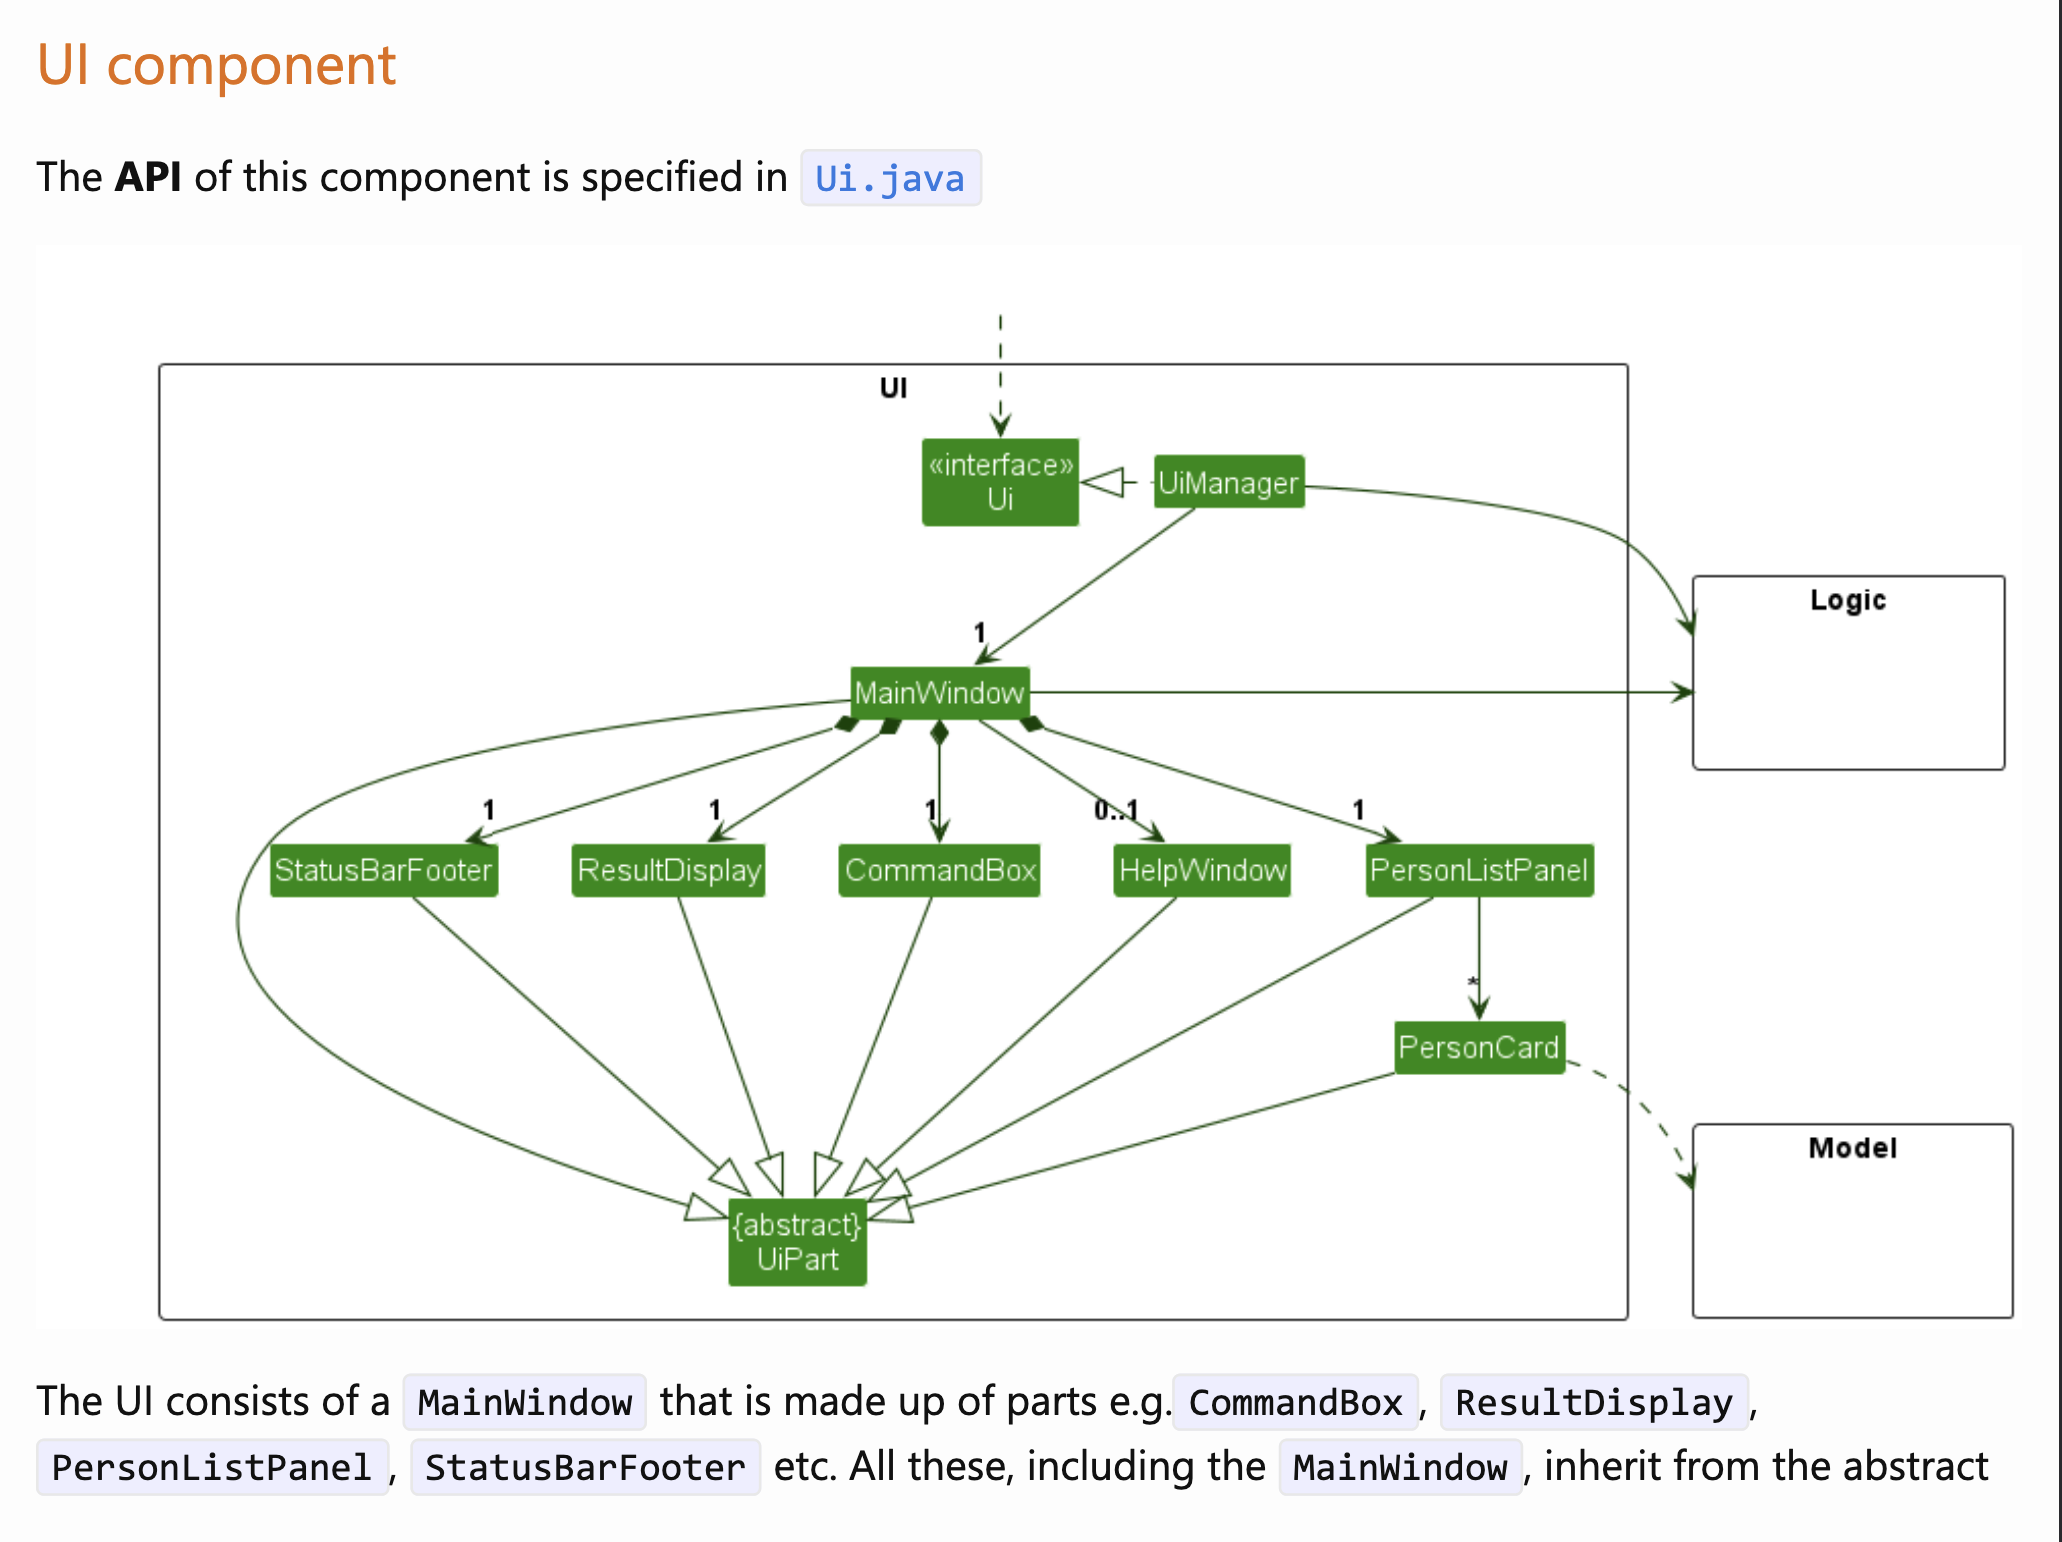 UI component
The API of this component is specified in Ui.java
UI
«interface»
Ui
UiManager
Logic
1
MainWindow
1
1
1
0..1
1
StatusBarFooter
ResultDisplay
CommandBox
HelpWindow
PersonListPanel
*
PersonCard
Model
{abstract}
UiPart
The UI consists of a MainWindow that is made up of parts e.g.CommandBox, ResultDisplay,
PersonListPanel, StatusBarFooter etc. All these, including the MainWindow, inherit from the abstract